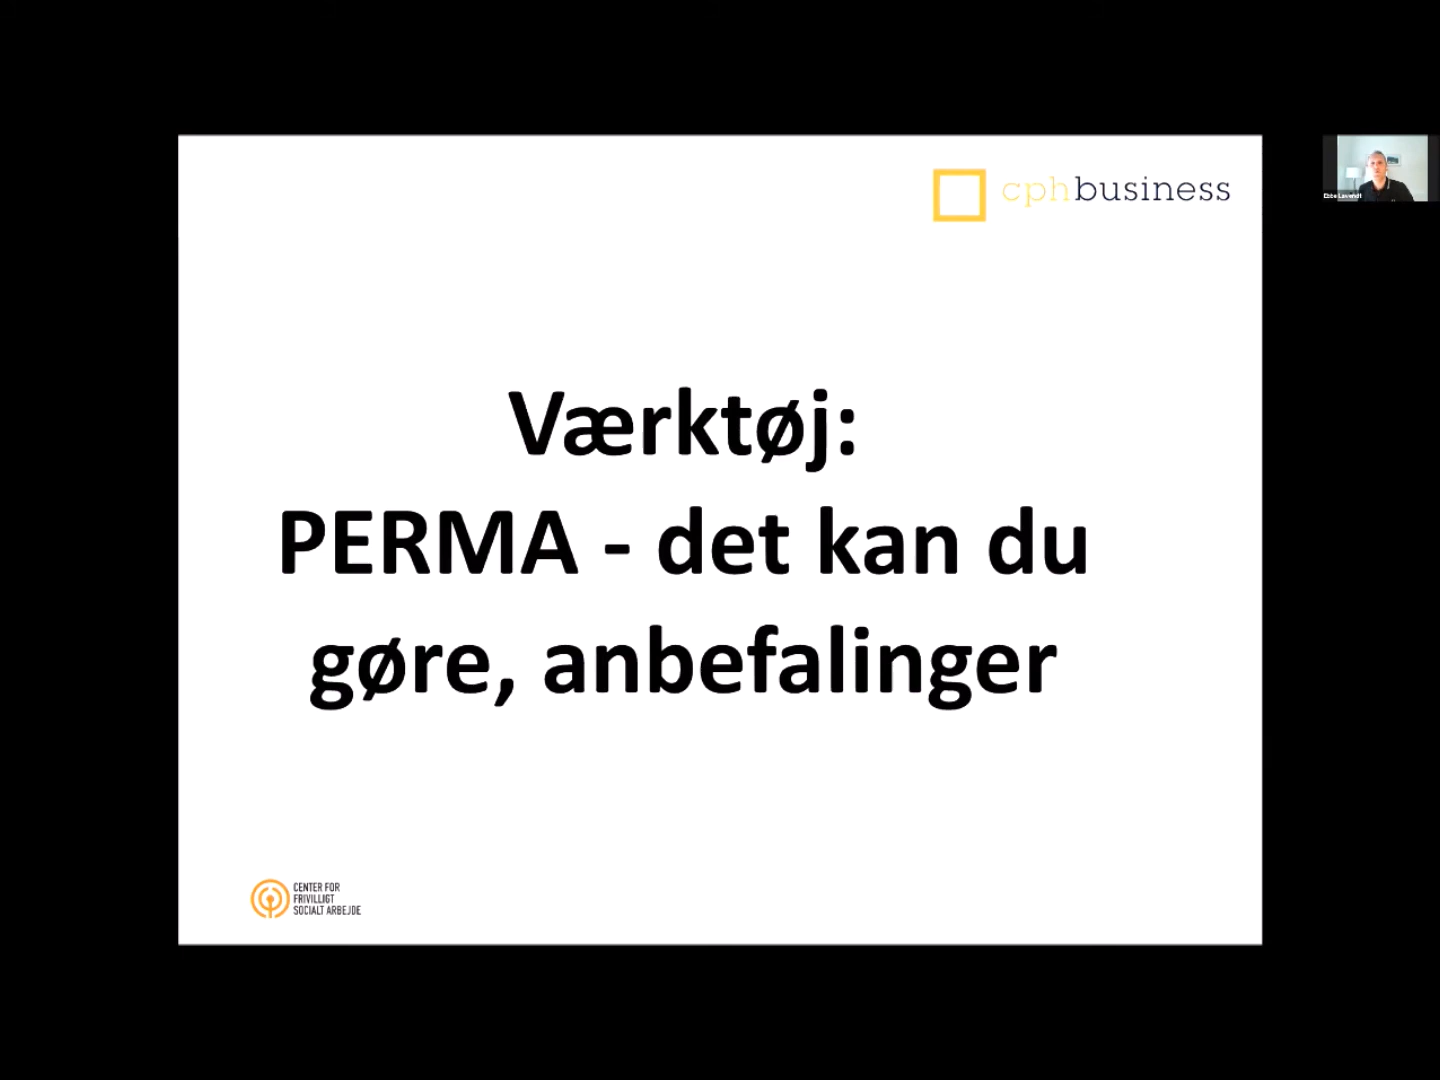 cphbusiness
Værktøj:
PERMA - det kan du
gøre, anbefalinger
CENTER FOR
FRIVILLIGT
SOCIALT ARBEJDE